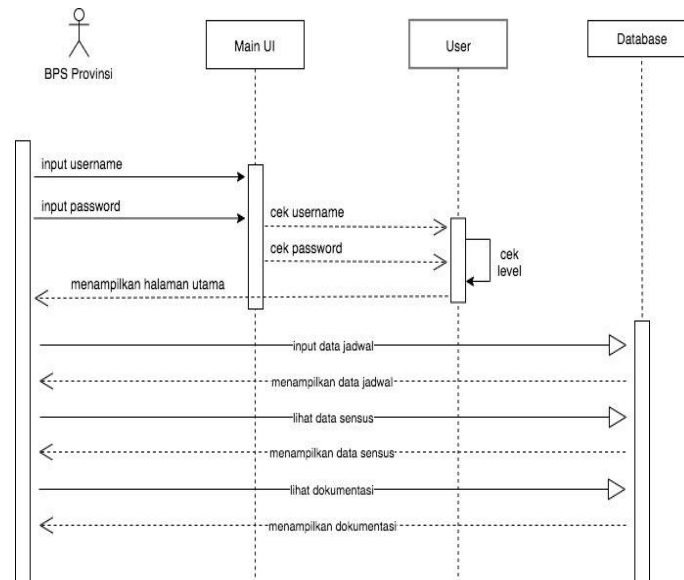 BPS Provinsi
Main UI
User
Database
input username
input password
cek username
cek password
cek
level
menampilkan halaman utama
input data jadwal
menampilkan data jadwal
lihat data sensus
menampilkan data sensus
lihat dokumentasi
menampilkan dokumentasi